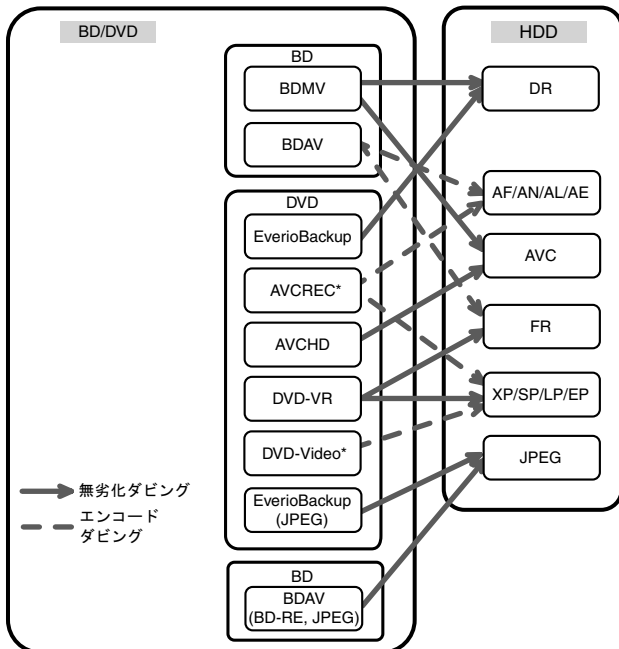 BD/DVD
BD
BDMV
BDAV
DVD
EverioBackup
AVCREC*
AVCHD
DVD-VR
DVD-Video*
EverioBackup
(JPEG)
BD
BDAV
(BD-RE, JPEG)
無劣化ダビング
エンコード
ダビング
HDD
DR
AF/AN/AL/AE
AVC
FR
XP/SP/LP/EP
JPEG